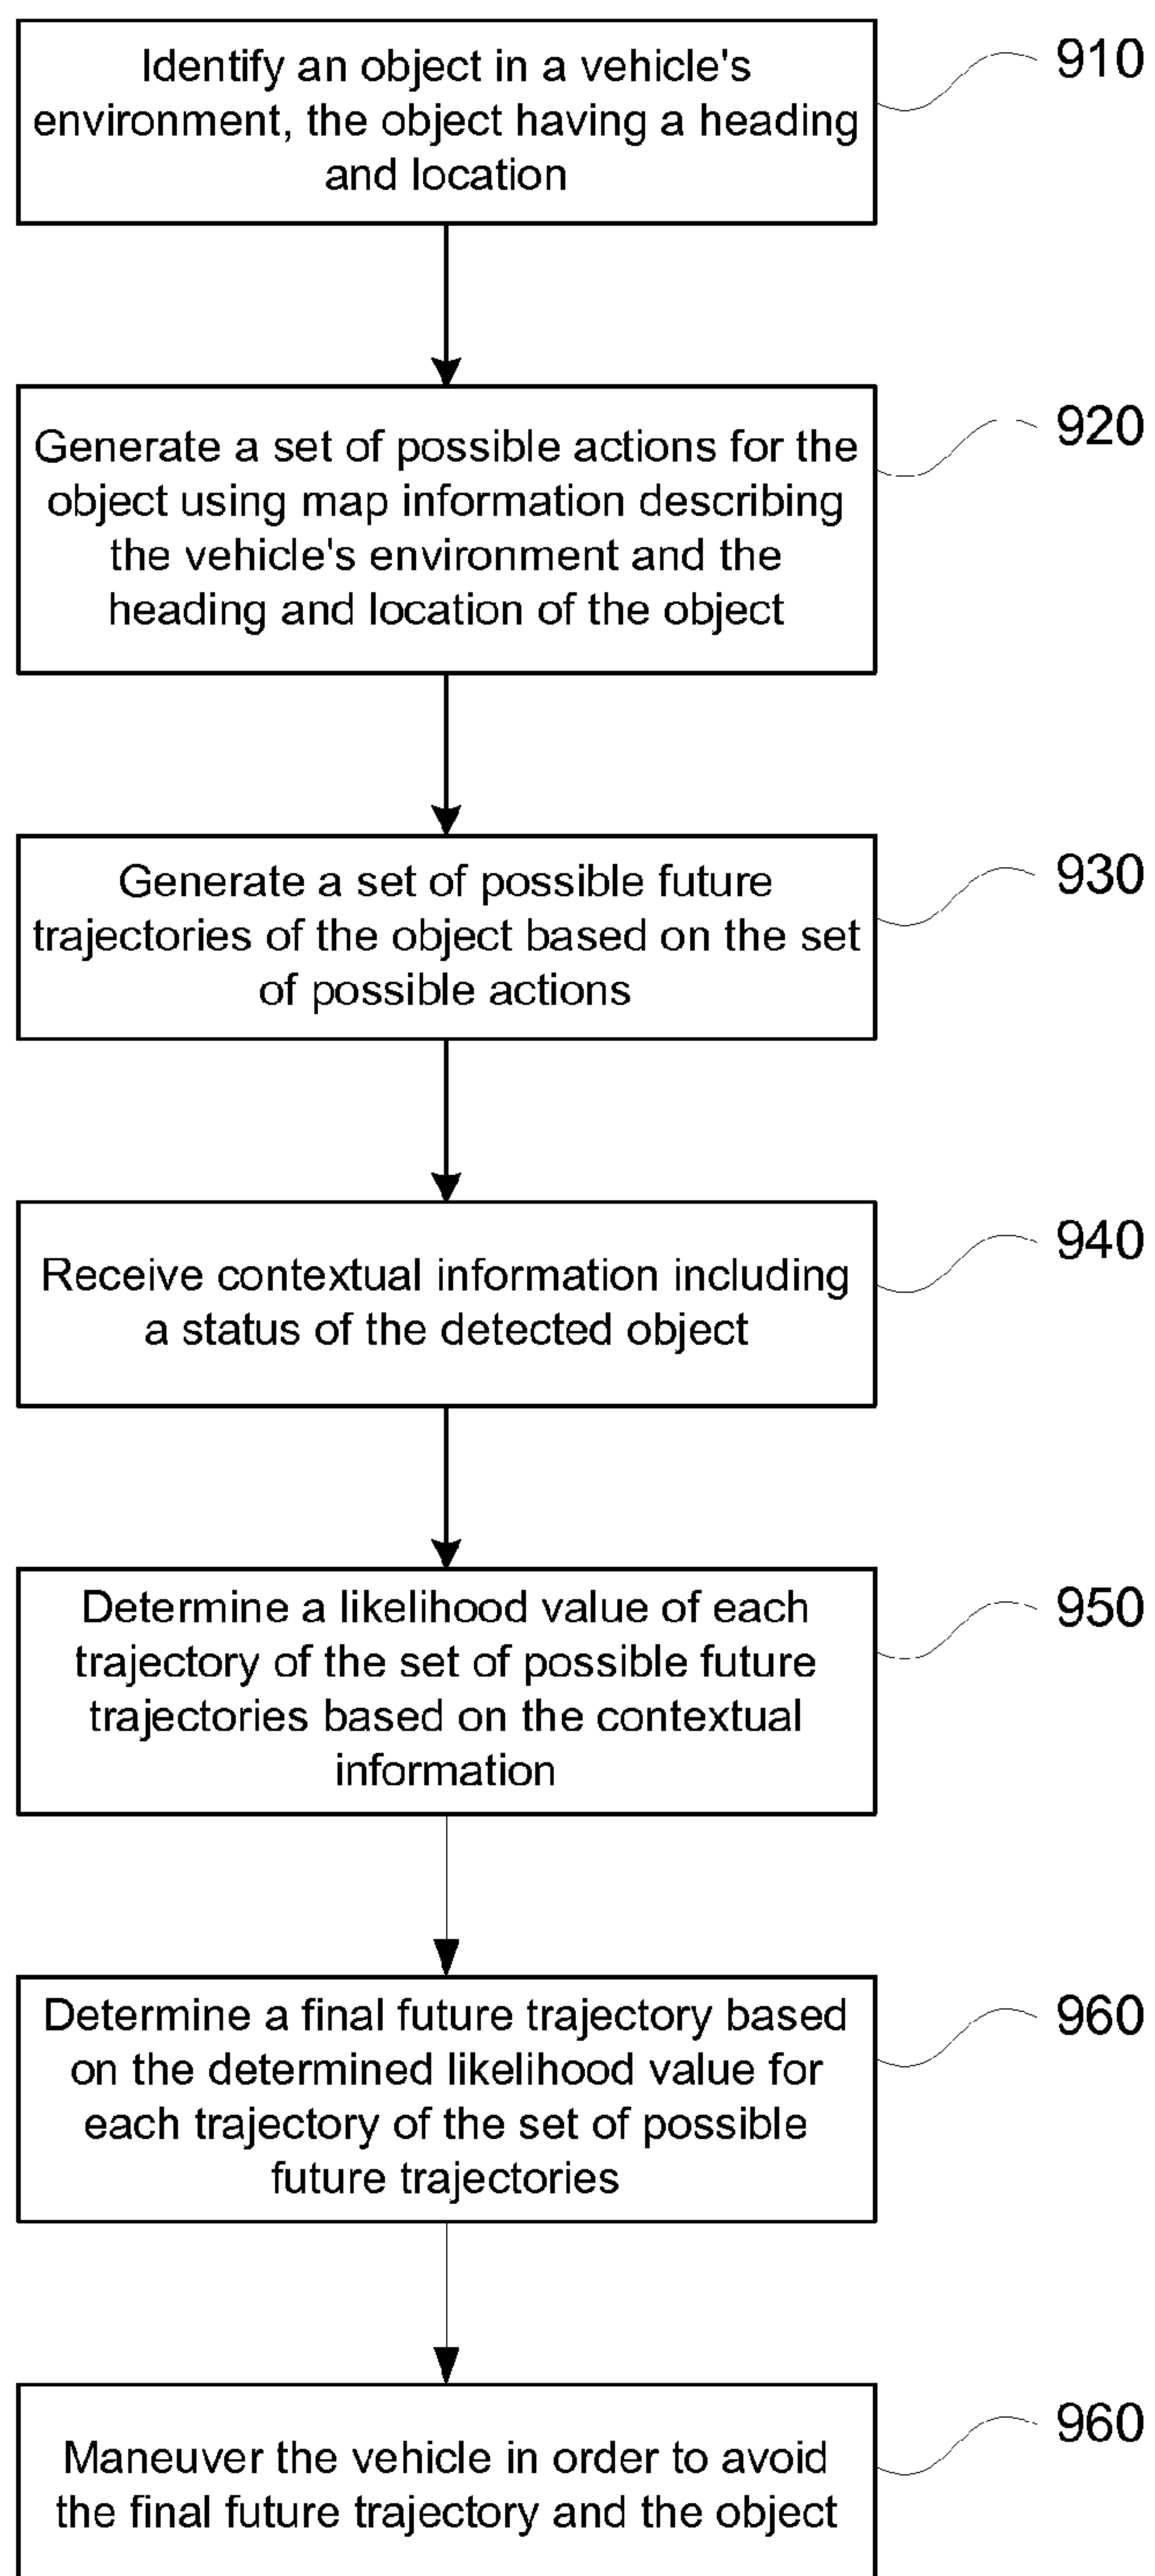 Identify an object in a vehicle's
environment, the object having a heading
and location
910
Generate a set of possible actions for the
object using map information describing
the vehicle's environment and the
heading and location of the object
920
Generate a set of possible future
trajectories of the object based on the set
of possible actions
930
Receive contextual information including
a status of the detected object
940
Determine a likelihood value of each
trajectory of the set of possible future
trajectories based on the contextual
information
950
Determine a final future trajectory based
on the determined likelihood value for
each trajectory of the set of possible
future trajectories
960
Maneuver the vehicle in order to avoid
the final future trajectory and the object
960